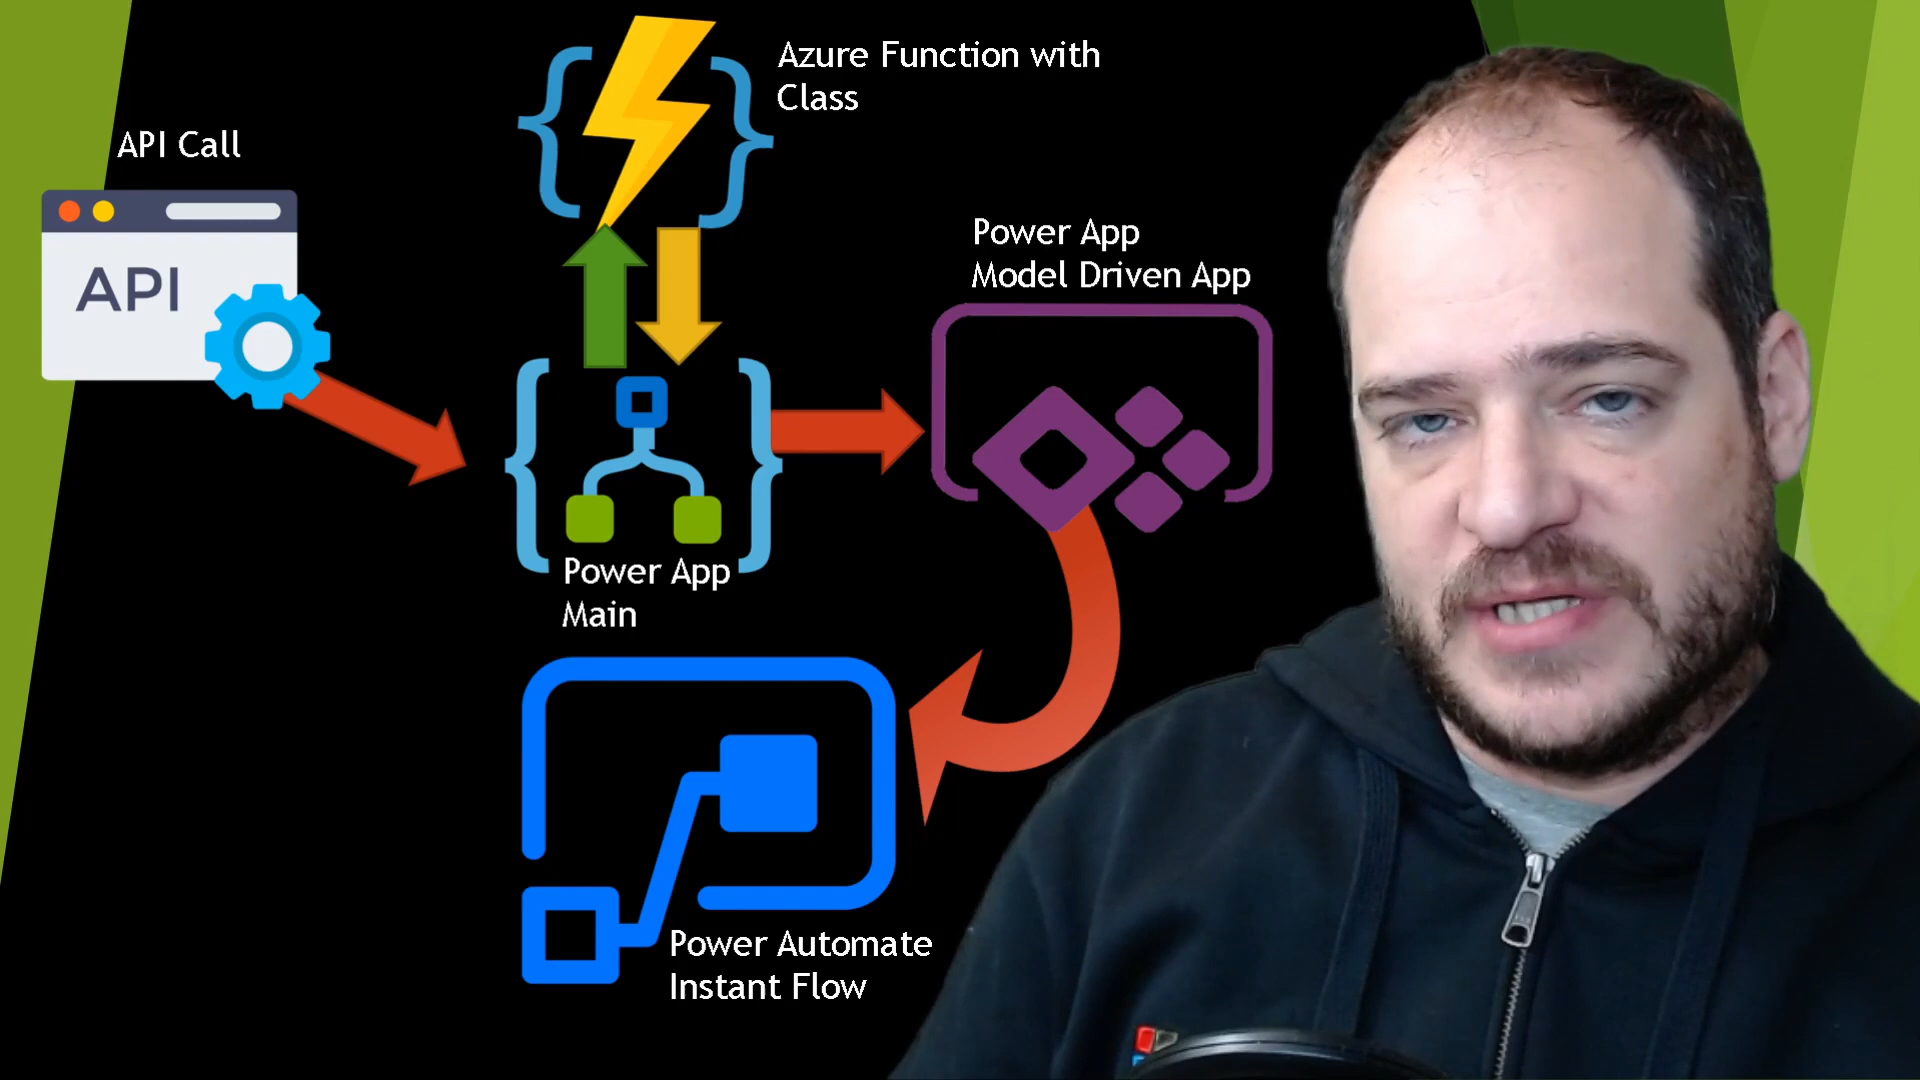 Azure Function with
Class
API Call
API
Power App
Model Driven App
Power App
Main
Power Automate
Instant Flow